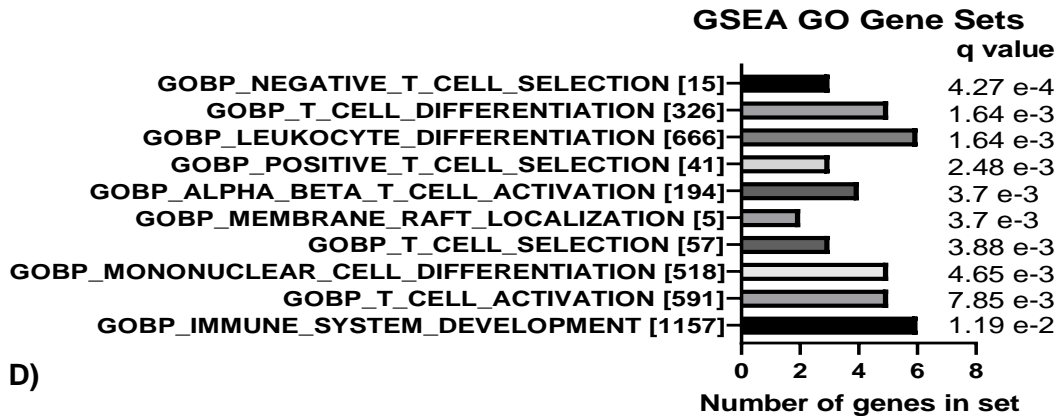 GSEA GO Gene Sets
q value
GOBP_NEGATIVE_T_CELL_SELECTION [15] 4.27 e-4
GOBP_T_CELL_DIFFERENTIATION [326] 1.64 e-3
GOBP_LEUKOCYTE_DIFFERENTIATION [666] 1.64 e-3
GOBP_POSITIVE_T_CELL_SELECTION [41] 2.48 e-3
GOBP_ALPHA_BETA_T_CELL_ACTIVATION [194] 3.7 e-3
GOBP_MEMBRANE_RAFT_LOCALIZATION [5] 3.7 e-3
GOBP_T_CELL_SELECTION [57] 3.88 e-3
GOBP_MONONUCLEAR_CELL_DIFFERENTIATION [518] 4.65 e-3
GOBP_T_CELL_ACTIVATION [591] 7.85 e-3
GOBP_IMMUNE_SYSTEM_DEVELOPMENT [1157] 1.19 e-2
0 2 4 6 8
D)
Number of genes in set